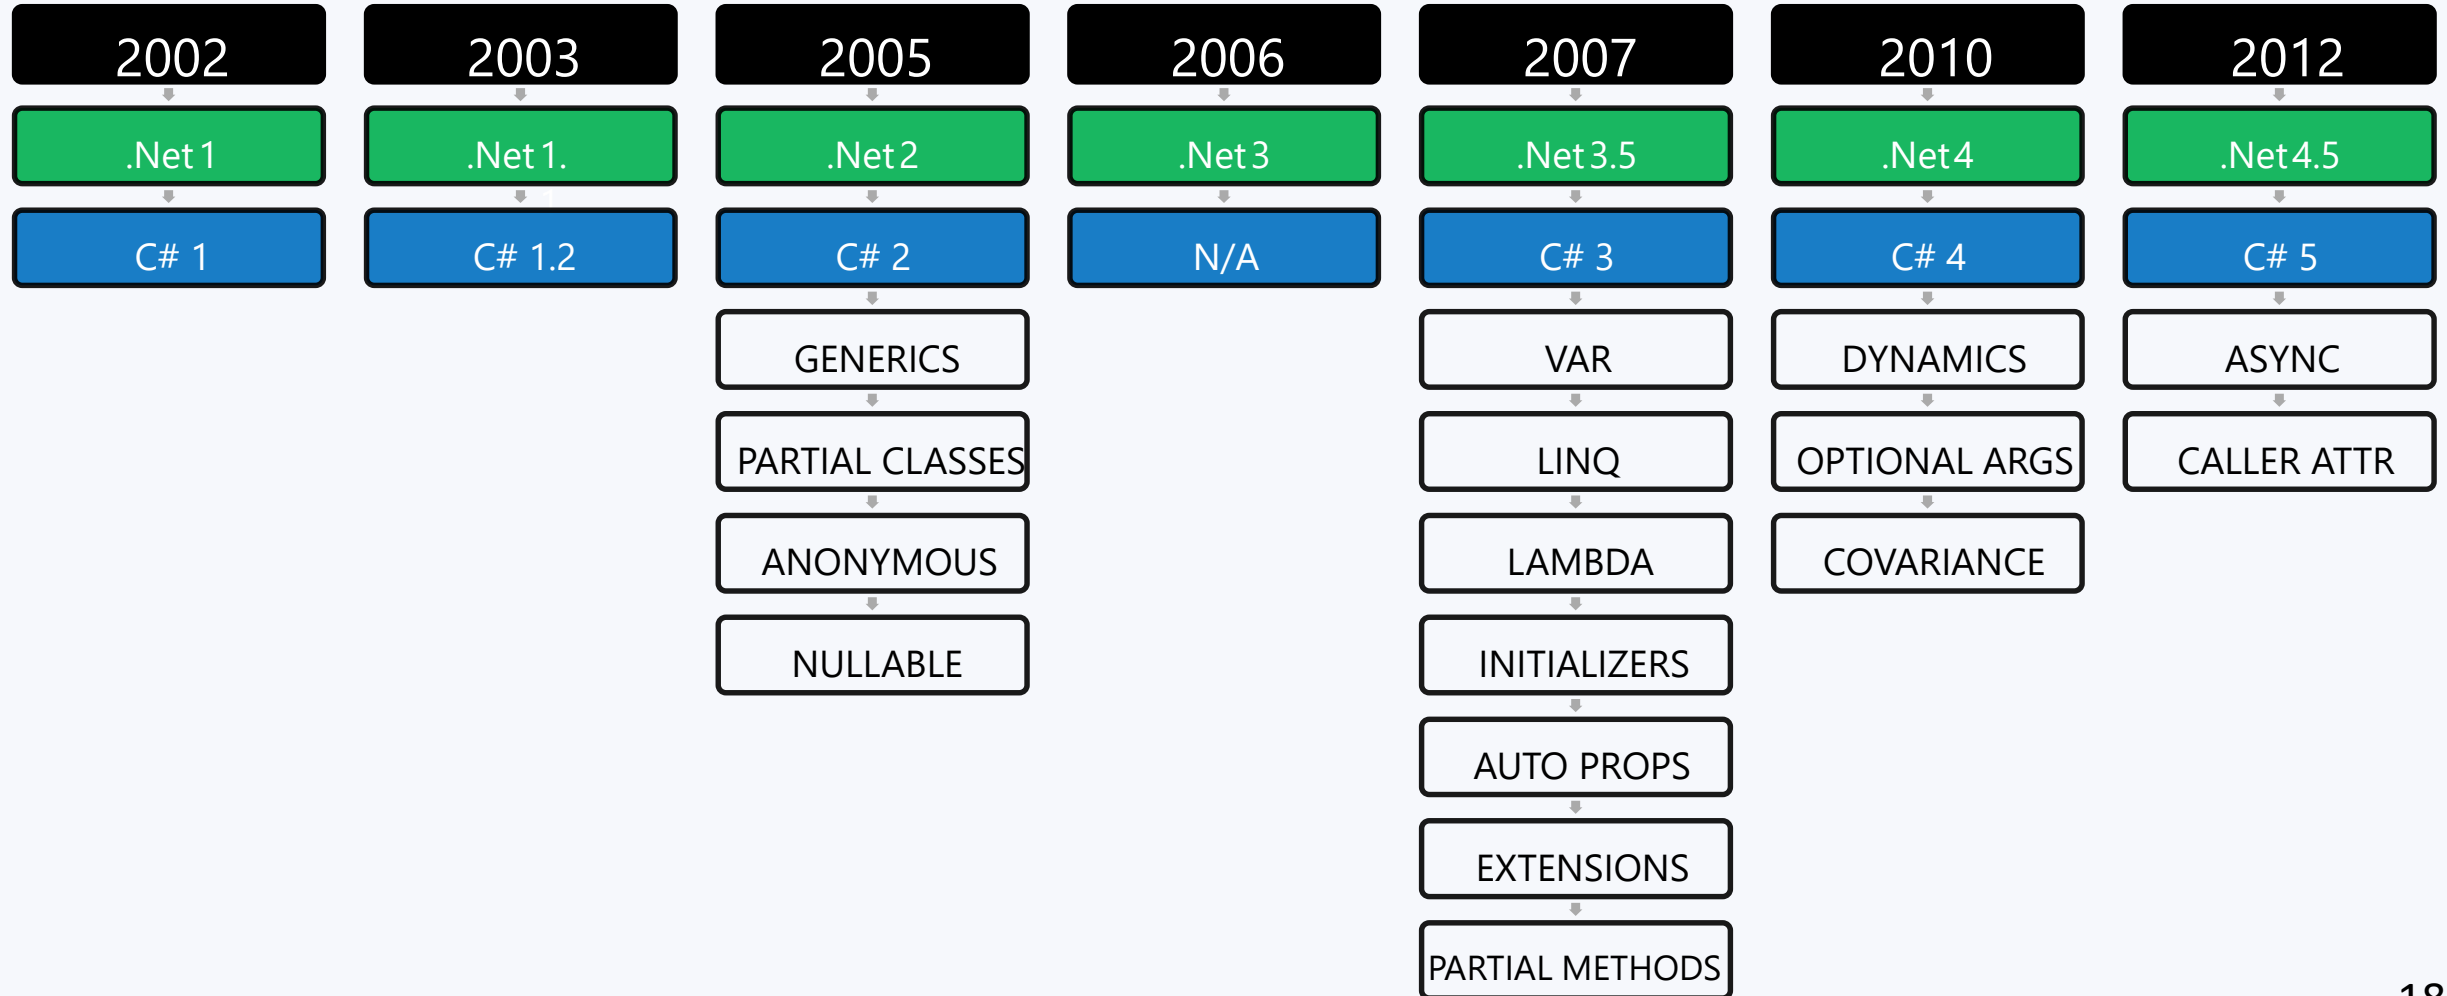 2002
.Net 1
C# 1
2003
.Net 1.
C# 1.2
2005
.Net 2
C# 2
GENERICS
PARTIAL CLASSES
ANONYMOUS
NULLABLE
2006
.Net 3
N/A
2007
.Net 3.5
C# 3
VAR
LINQ
LAMBDA
INITIALIZERS
AUTO PROPS
EXTENSIONS
PARTIAL METHODS
2010
.Net 4
C# 4
DYNAMICS
OPTIONAL ARGS
COVARIANCE
2012
.Net 4.5
C# 5
ASYNC
CALLER ATTR